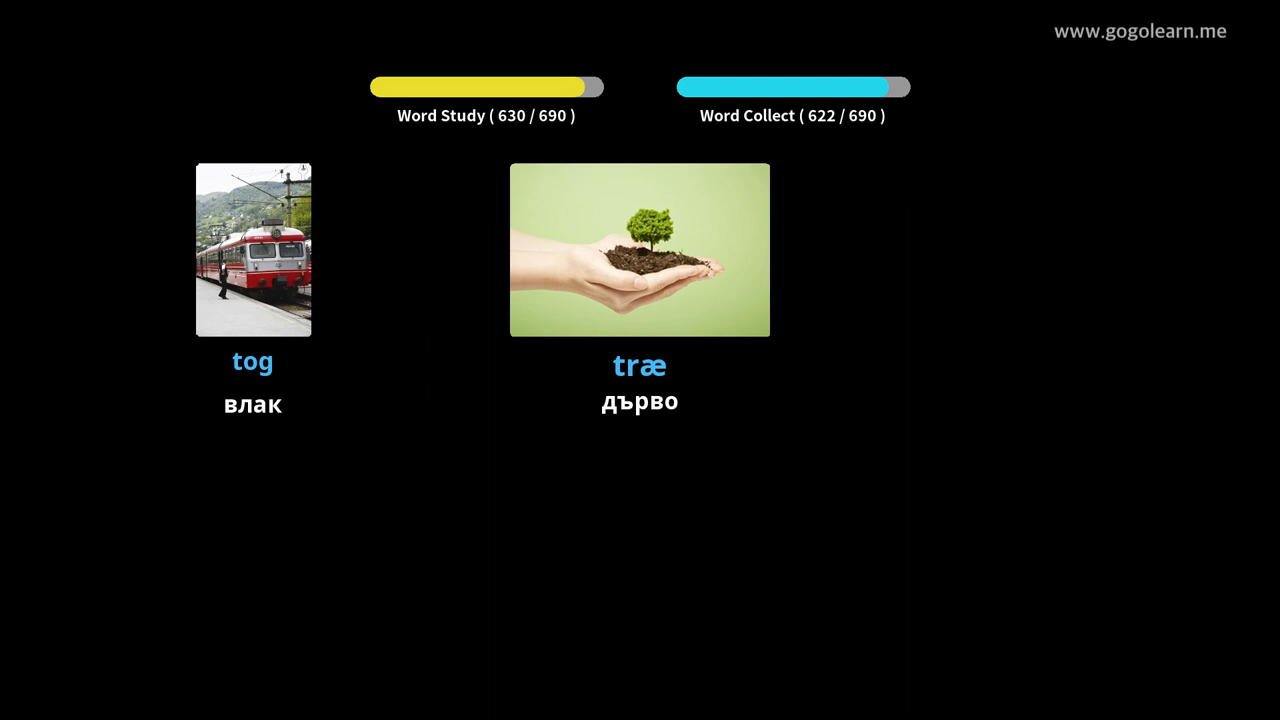 www.gogolearn.me
Word Study ( 630 / 690 )
Word Collect ( 622 / 690 )
tog
влак
træ
дърво